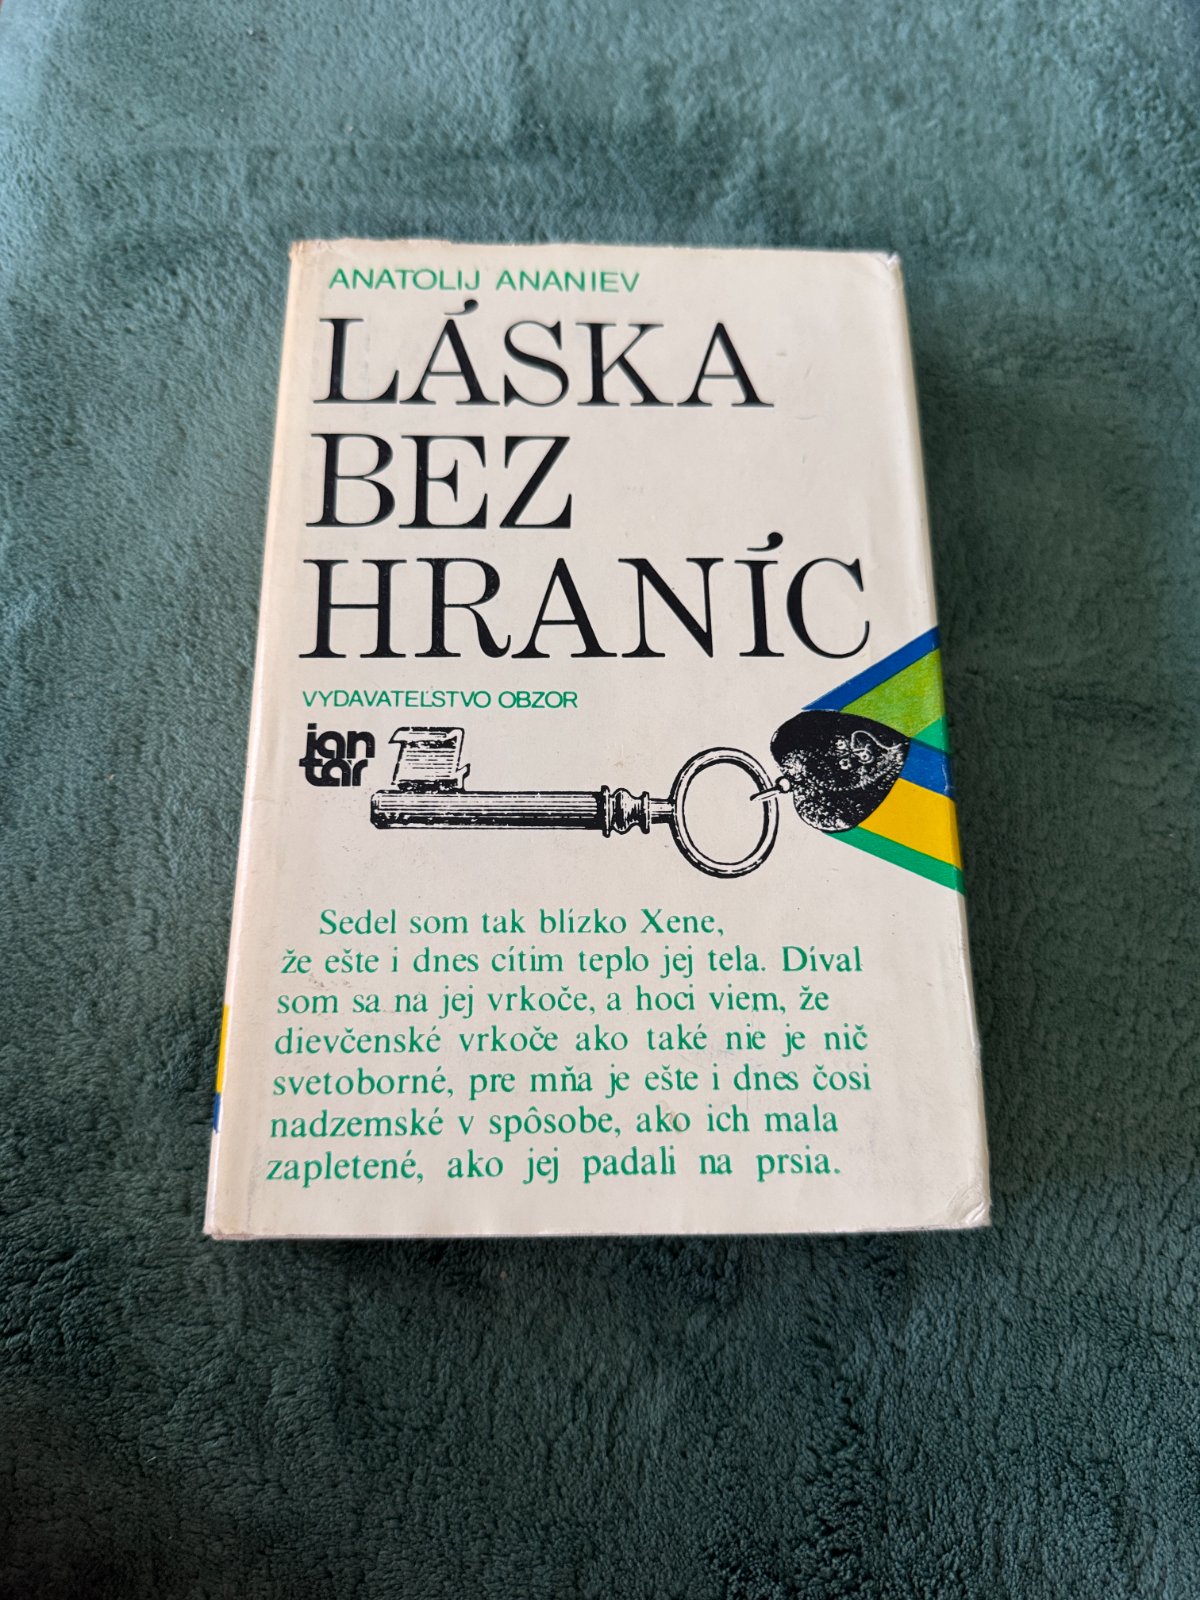 ANATOLIJ ANANIEV
LÁSKA
BEZ
HRANÍC
VYDAVATEĽSTVO OBZOR
jan
tar
Sedel som tak blízko Xene,
že ešte i dnes cítim teplo jej tela. Díval
som sa na jej vrkoče, a hoci viem, že
dievčenské vrkoče ako také nie je nič
svetoborné, pre mňa je ešte i dnes čosi
nadzemské v spôsobe, ako ich mala
zapletené, ako jej padali na prsia.